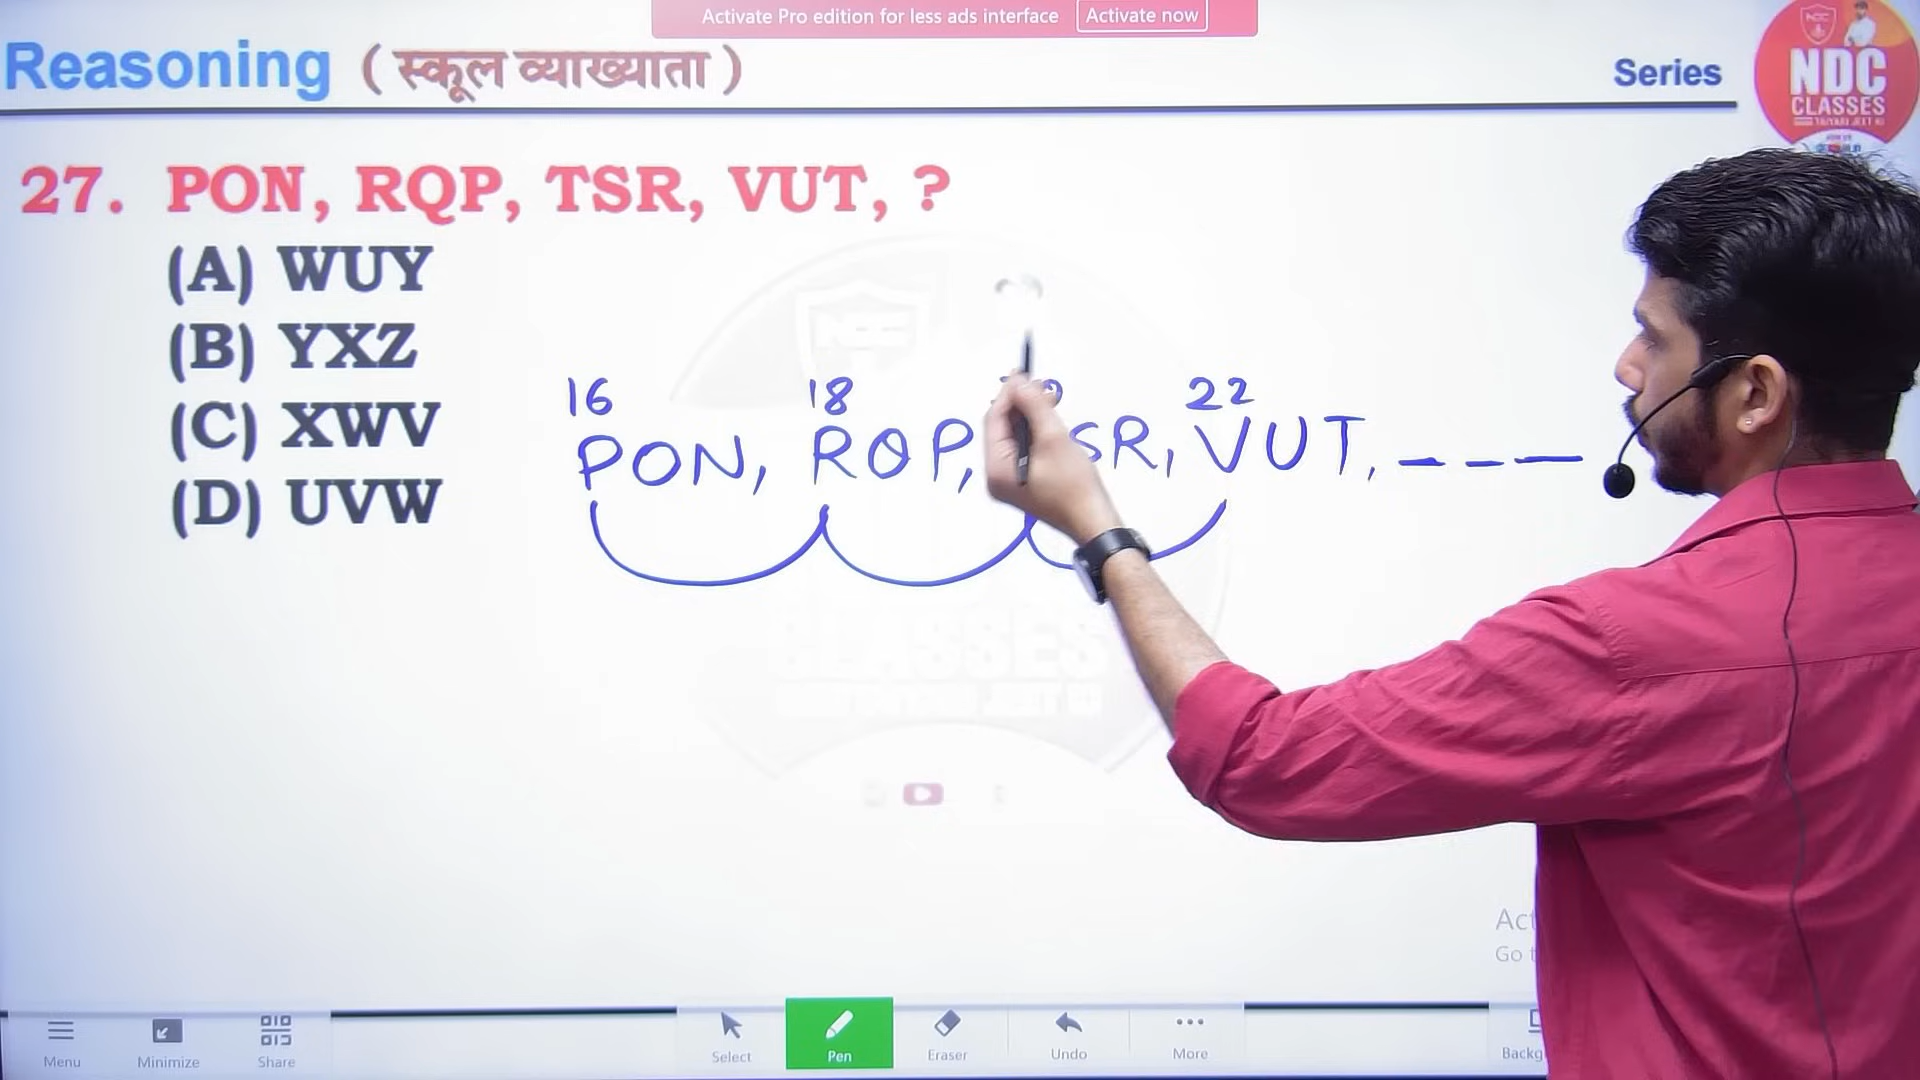 Activate Pro edition for less ads interface Activate now
Reasoning ( स्कूल व्याख्याता )
Series
NDC
CLASSES
27. PON, RQP, TSR, VUT, ?
(A) WUY
(B) YXZ
(C) XWV
(D) UVW
16 18 22
PON, RQP, SR, VUT, ---
CLASSES
Menu Minimize Share Select Pen Eraser Undo More